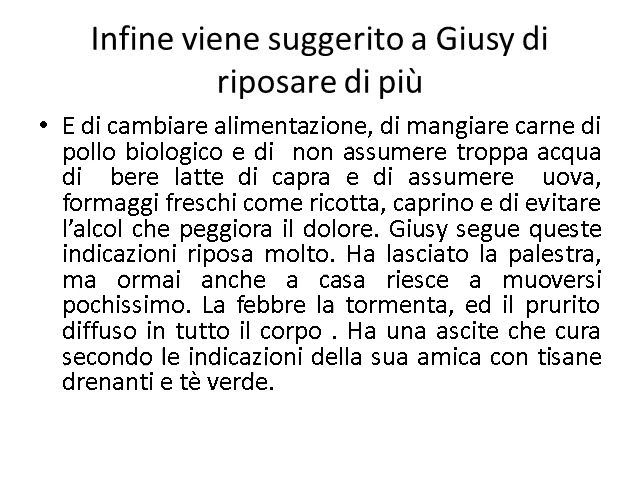 Infine viene suggerito a Giusy di
riposare di più
• E di cambiare alimentazione, di mangiare carne di
pollo biologico e di non assumere troppa acqua
di bere latte di capra e di assumere uova,
formaggi freschi come ricotta, caprino e di evitare
l'alcol che peggiora il dolore. Giusy segue queste
indicazioni riposa molto. Ha lasciato la palestra,
ma ormai anche a casa riesce a muoversi
pochissimo. La febbre la tormenta, ed il prurito
diffuso in tutto il corpo . Ha una ascite che cura
secondo le indicazioni della sua amica con tisane
drenanti e tè verde.